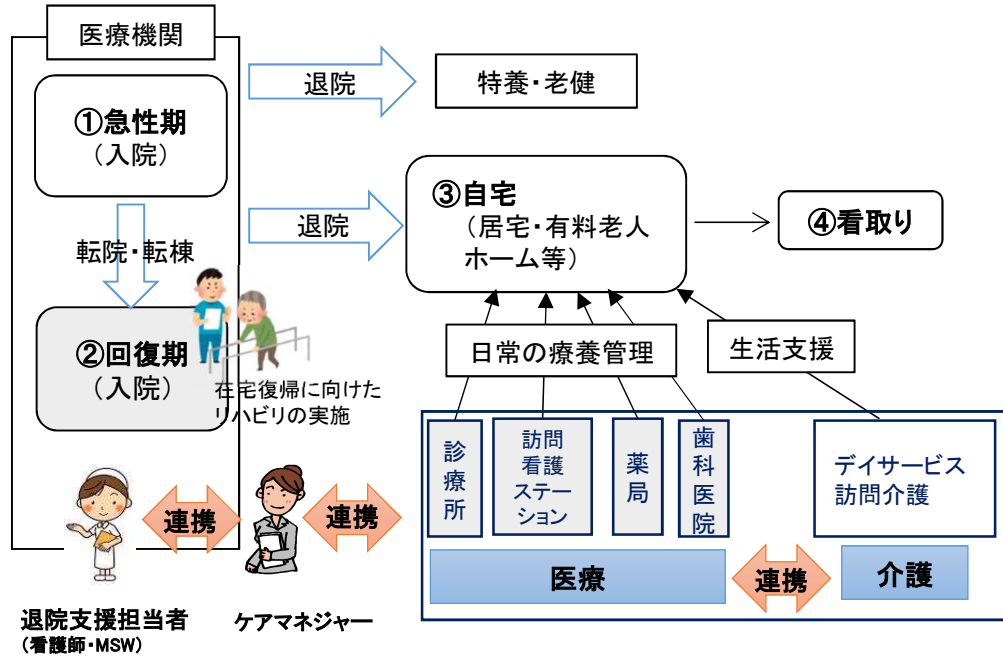 医療機関
①急性期
（入院）
転院・転棟
②回復期
（入院）
在宅復帰に向けた
リハビリの実施
退院
特養・老健
退院
③自宅
（居宅・有料老人
ホーム等）
④看取り
日常の療養管理
生活支援
診療所
訪問
看護
ステー
ション
薬局
歯科医院
デイサービス
訪問介護
医療
連携
介護
連携
連携
退院支援担当者
（看護師・MSW）
ケアマネジャー